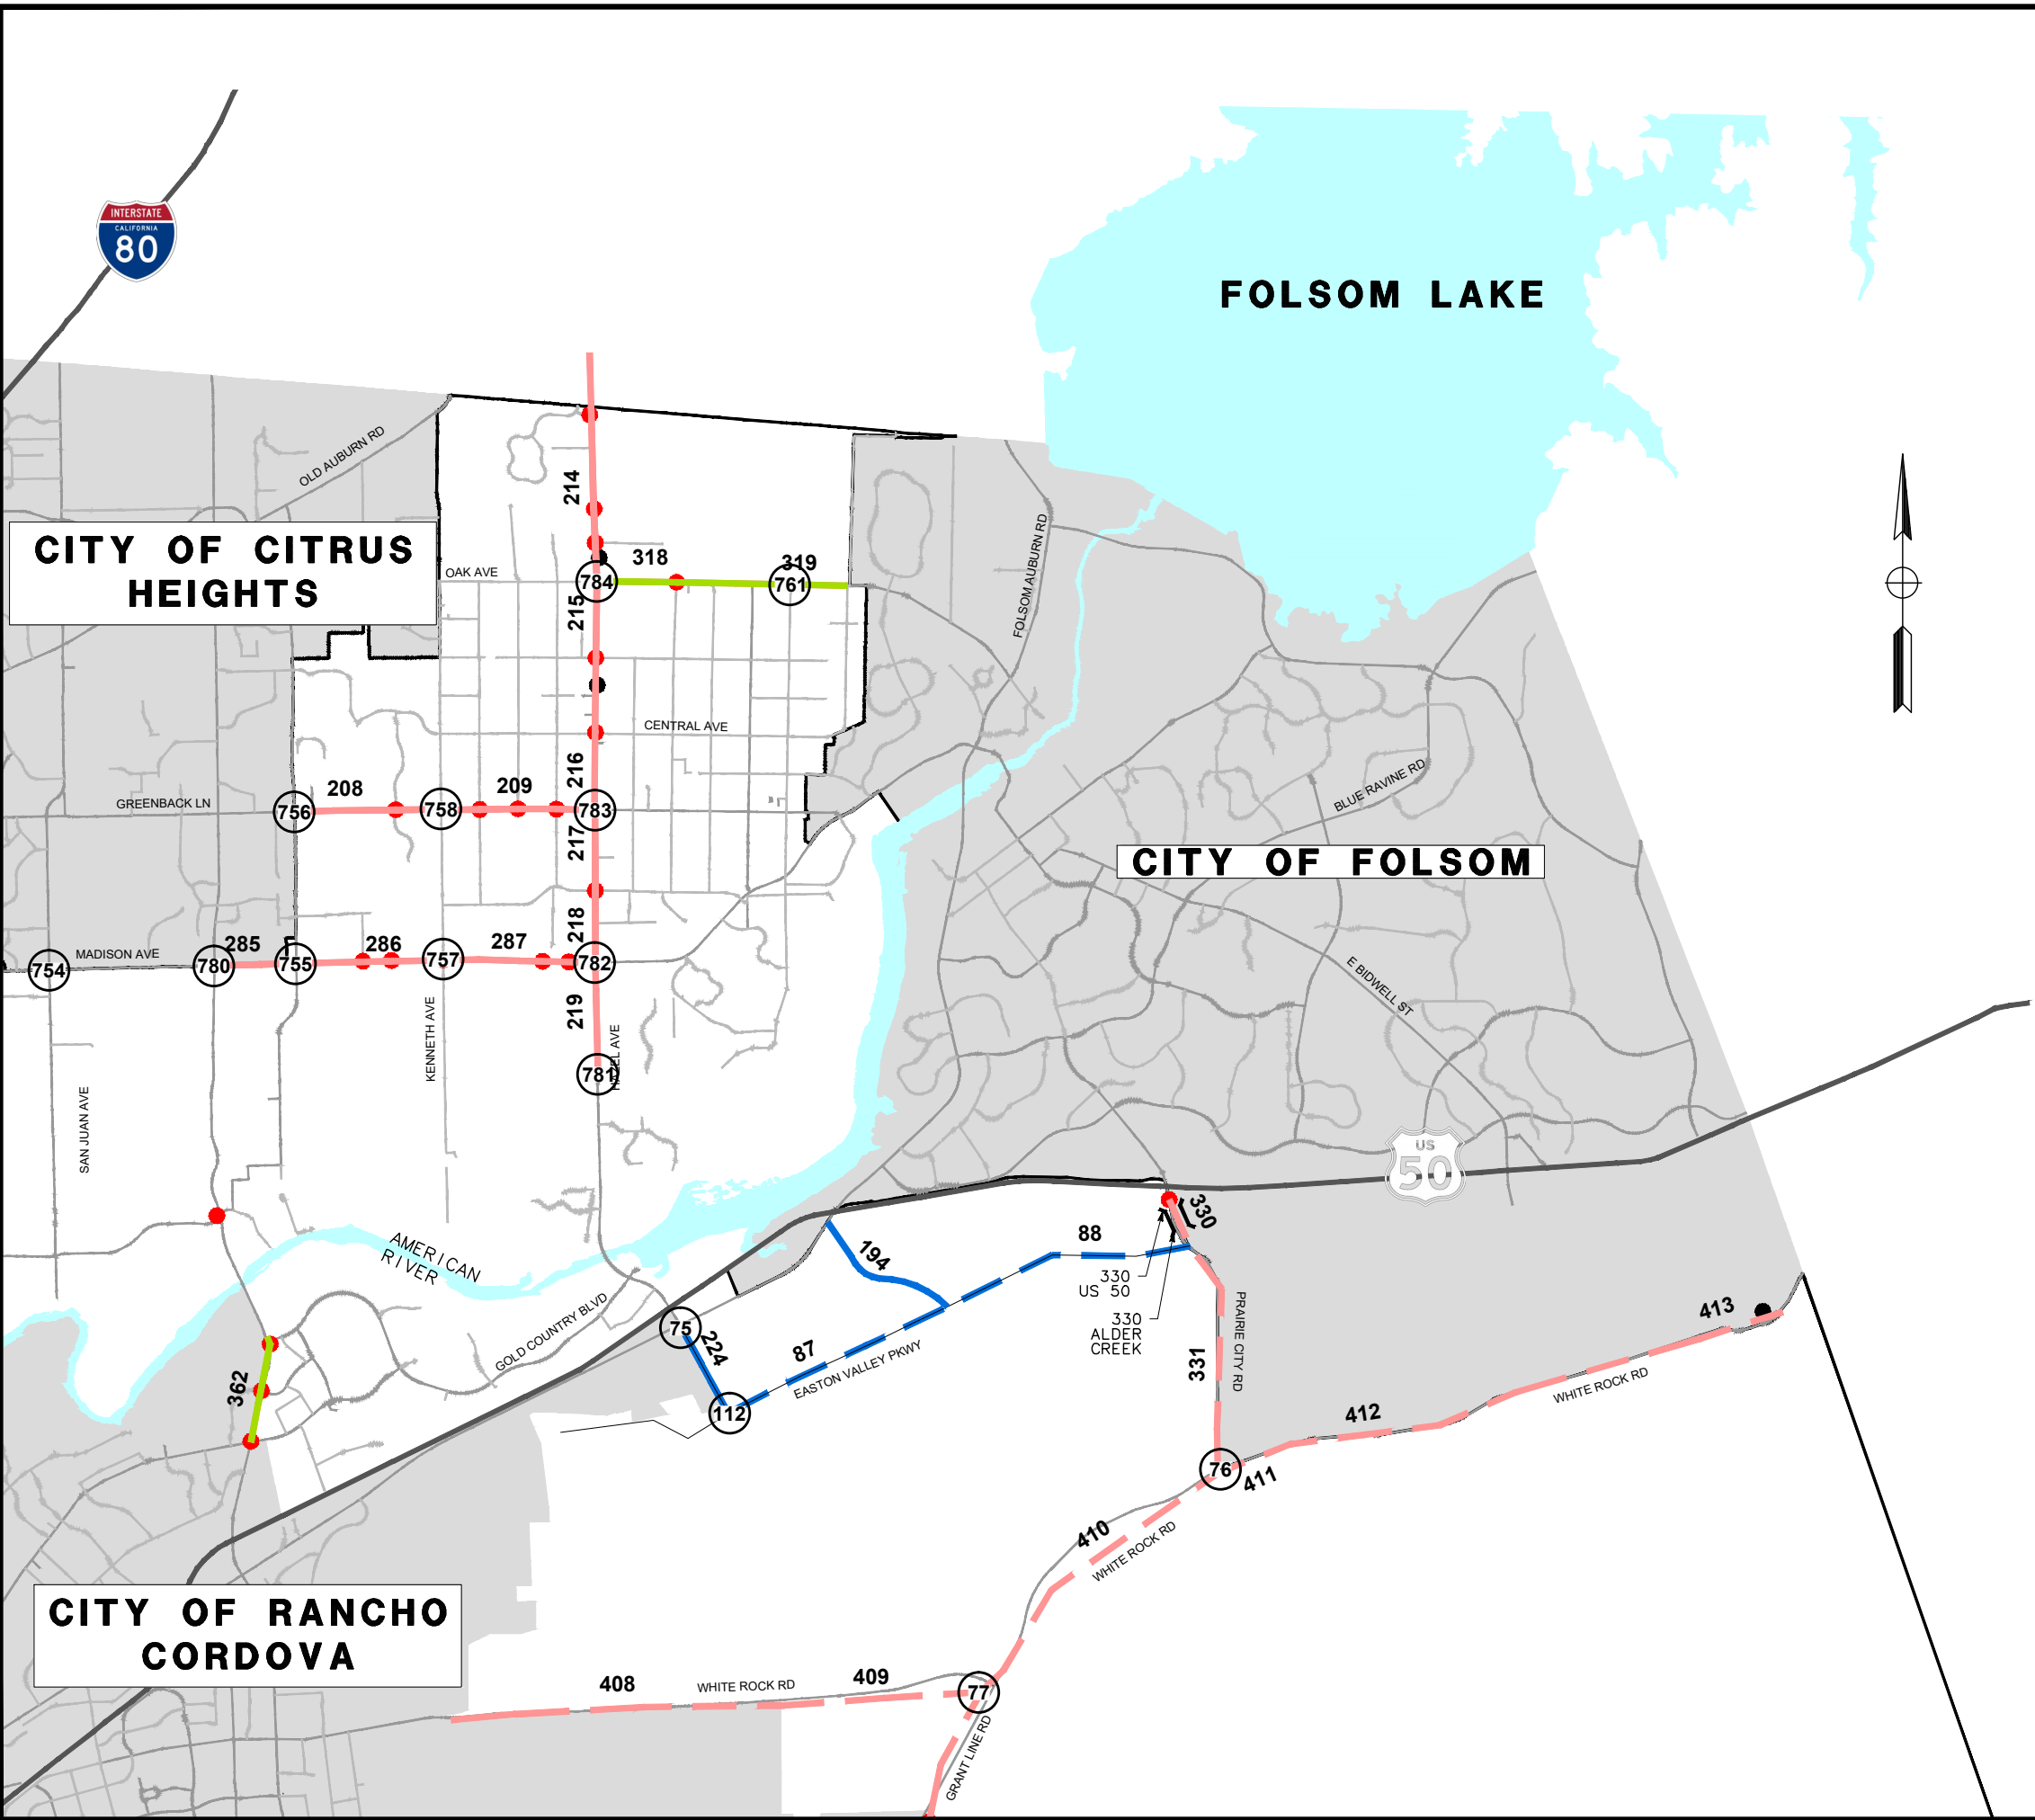 INTERSTATE
CALIFORNIA
80
FOLSOM LAKE
OLD AUBURN RD
214
CITY OF CITRUS
HEIGHTS
OAK AVE
318
319
784
761
215
FOLSOM AUBURN RD
CENTRAL AVE
216
208
209
GREENBACK LN
756
758
783
217
BLUE RAVINE RD
CITY OF FOLSOM
218
285
286
287
MADISON AVE
754
780
755
757
782
219
E BIDWELL ST
KENNETH AVE
HAZEL AVE
781
SAN JUAN AVE
US
50
330
AMERICAN
RIVER
194
88
330
US 50
330
ALDER
CREEK
PRAIRIE CITY RD
GOLD COUNTRY BLVD
75
224
87
EASTON VALLEY PKWY
331
413
WHITE ROCK RD
362
112
412
76
411
410
WHITE ROCK RD
CITY OF RANCHO
CORDOVA
408
WHITE ROCK RD
409
77
GRANT LINE RD